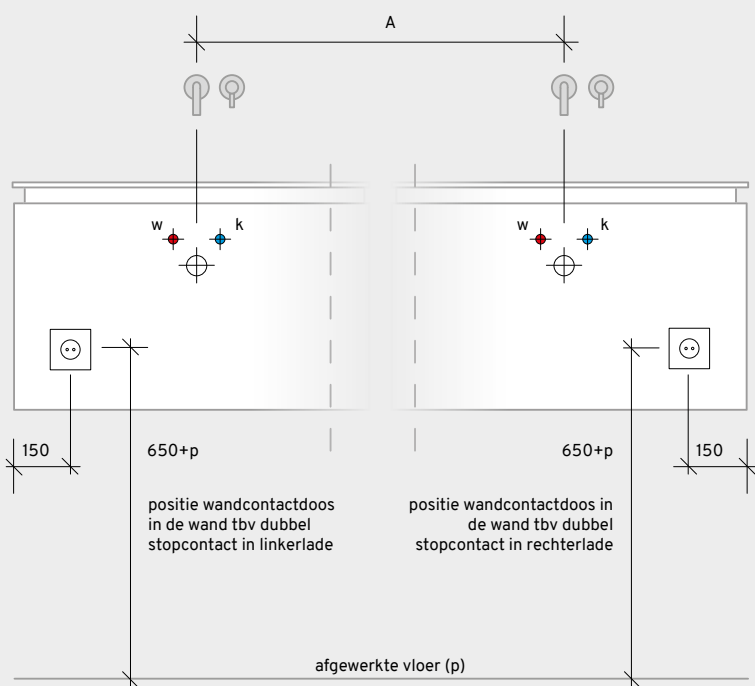 A
w k
w k
150
650+p
650+p
150
positie wandcontactdoos
in de wand tbv dubbel
stopcontact in linkerlade
positie wandcontactdoos in
de wand tbv dubbel
stopcontact in rechterlade
afgewerkte vloer (p)